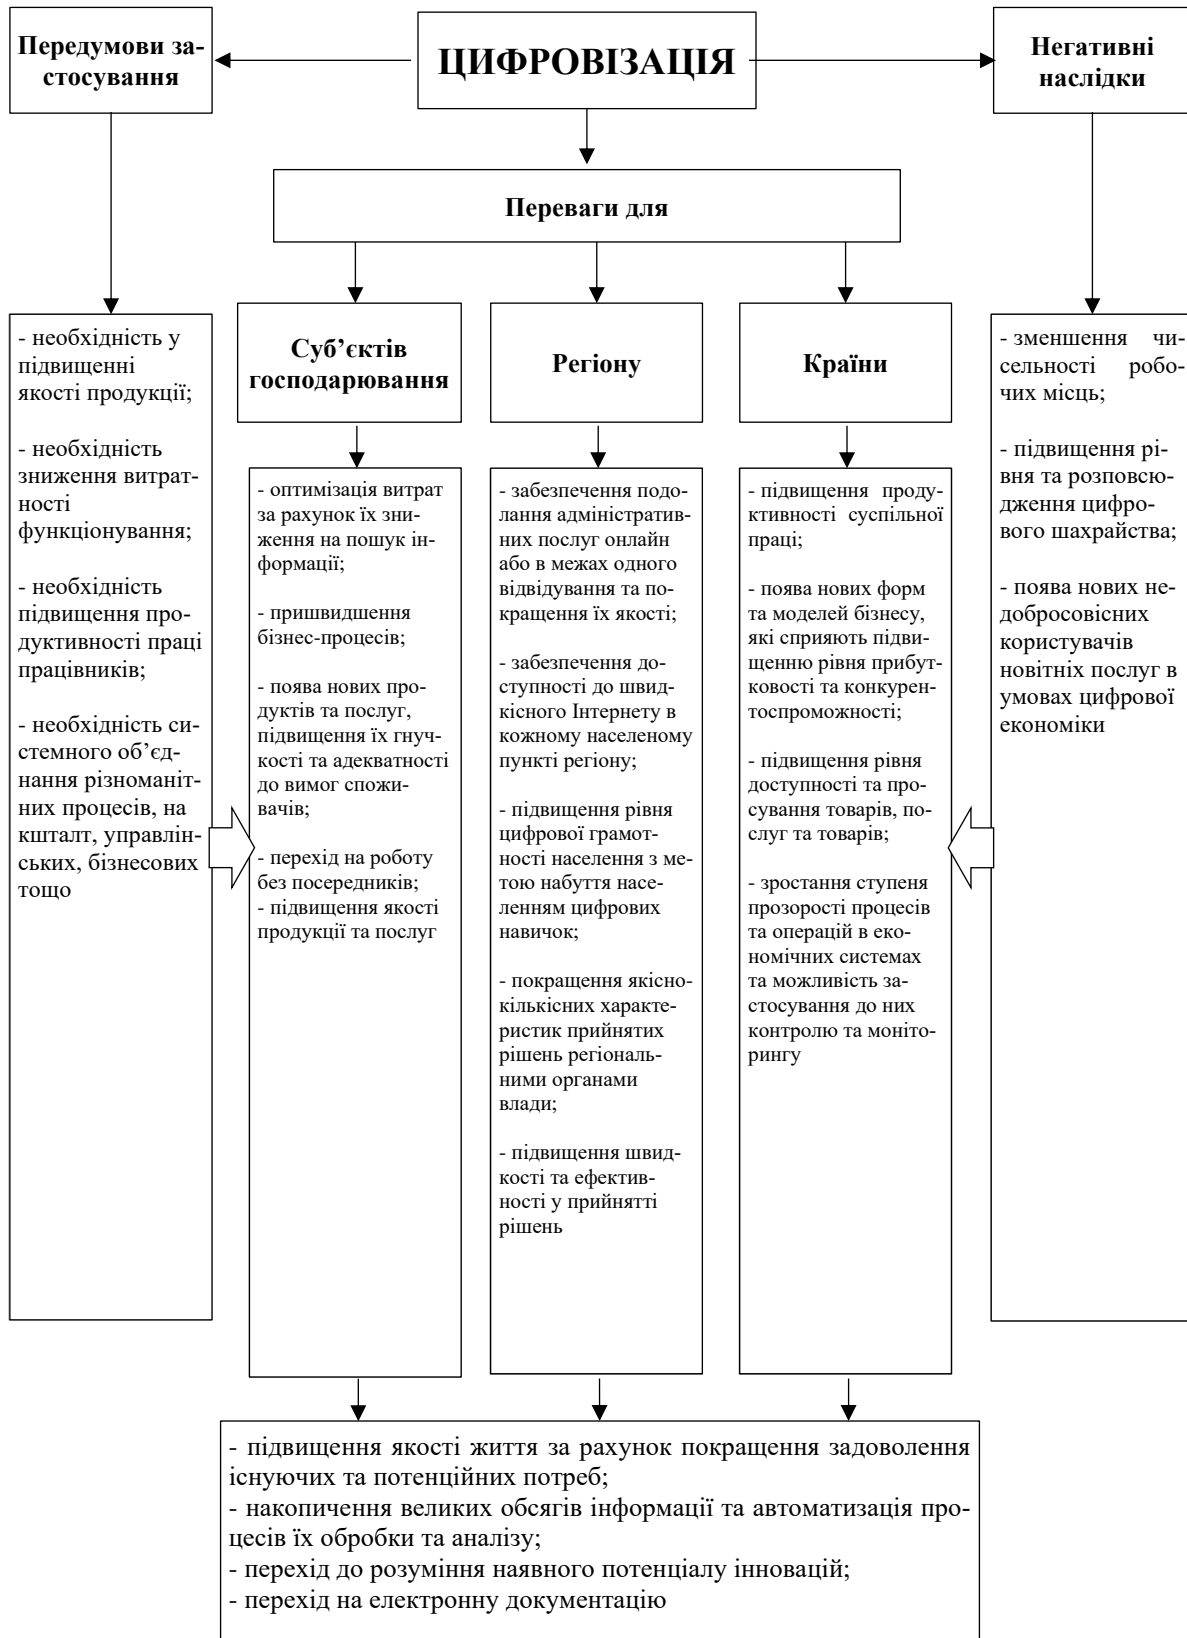 Передумови за-
стосування
ЦИФРОВІЗАЦІЯ
Негативні
наслідки
Переваги для
Суб’єктів
господарювання
Регіону
Країни
- необхідність у
підвищенні
якості продукції;
- необхідність
зниження витрат-
ності
функціонування;
- необхідність
підвищення про-
дуктивності праці
працівників;
- необхідність си-
стемного об’єд-
нання різноманіт-
них процесів, на
кшталт, управлін-
ських, бізнесових
тощо
- оптимізація витрат
за рахунок їх зни-
ження на пошук ін-
формації;
- пришвидшення
бізнес-процесів;
- поява нових про-
дуктів та послуг,
підвищення їх гнуч-
кості та адекватності
до вимог спожи-
вачів;
- перехід на роботу
без посередників;
- підвищення якості
продукції та послуг
- забезпечення подо-
лання адміністратив-
них послуг онлайн
або в межах одного
відвідування та по-
кращення їх якості;
- забезпечення до-
ступності до швид-
кісного Інтернету в
кожному населеному
пункті регіону;
- підвищення рівня
цифрової грамот-
ності населення з ме-
тою набуття насе-
ленням цифрових
навичок;
- покращення якісно-
кількісних характе-
ристик прийнятих
рішень регіональ-
ними органами
влади;
- підвищення швид-
кості та ефектив-
ності у прийнятті
рішень
- підвищення проду-
ктивності суспільної
праці;
- поява нових форм
та моделей бізнесу,
які сприяють підви-
щенню рівня прибут-
ковості та конкурен-
тоспроможності;
- підвищення рівня
доступності та про-
сування товарів, по-
слуг та товарів;
- зростання ступеня
прозорості процесів
та операцій в еко-
номічних системах
та можливість за-
стосування до них
контролю та моніто-
рингу
- зменшення чи-
сельності робо-
чих місць;
- підвищення рі-
вня та розповсю-
дження цифро-
вого шахрайства;
- поява нових не-
добросовісних
користувачів
новітніх послуг в
умовах цифрової
економіки
- підвищення якості життя за рахунок покращення задоволення
існуючих та потенційних потреб;
- накопичення великих обсягів інформації та автоматизація про-
цесів їх обробки та аналізу;
- перехід до розуміння наявного потенціалу інновацій;
- перехід на електронну документацію